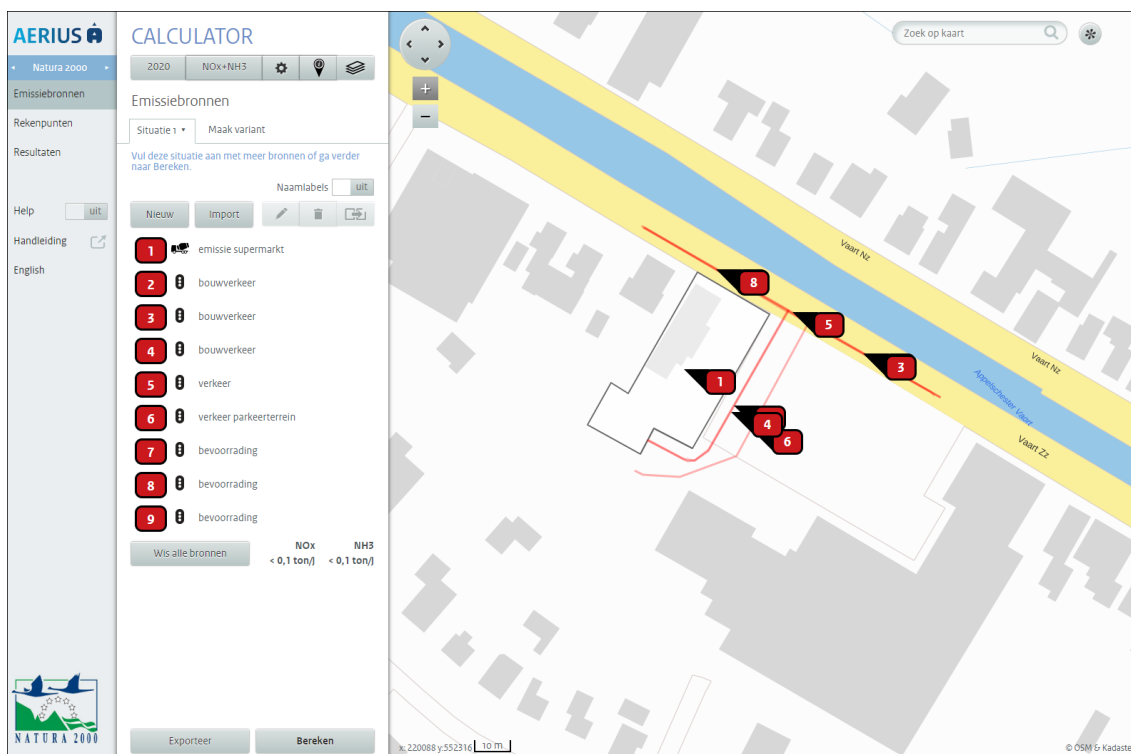 AERIUS
Natura 2000
Emissiebronnen
Rekenpunten
Resultaten
Help uit
Handleiding
English
NATURA 2000
CALCULATOR
2020 NOx+NH3
Emissiebronnen
Situatie 1 Maak variant
Vul deze situatie aan met meer bronnen of ga verder
naar Bereken.
Naamlabels uit
Nieuw Import
1 emissie supermarkt
2 bouwverkeer
3 bouwverkeer
4 bouwverkeer
5 verkeer
6 verkeer parkeerterrein
7 bevoorrading
8 bevoorrading
9 bevoorrading
Wis alle bronnen
NOx NH3
< 0,1 ton/j < 0,1 ton/j
Exporteer Bereken
Zoek op kaart
+
−
Vaart Nz
8
5
3
1
4
6
Vaart Nz
Appelschester Vaart
Vaart Zz
x: 220088 y:552316 10 m.
© OSM & Kadaster